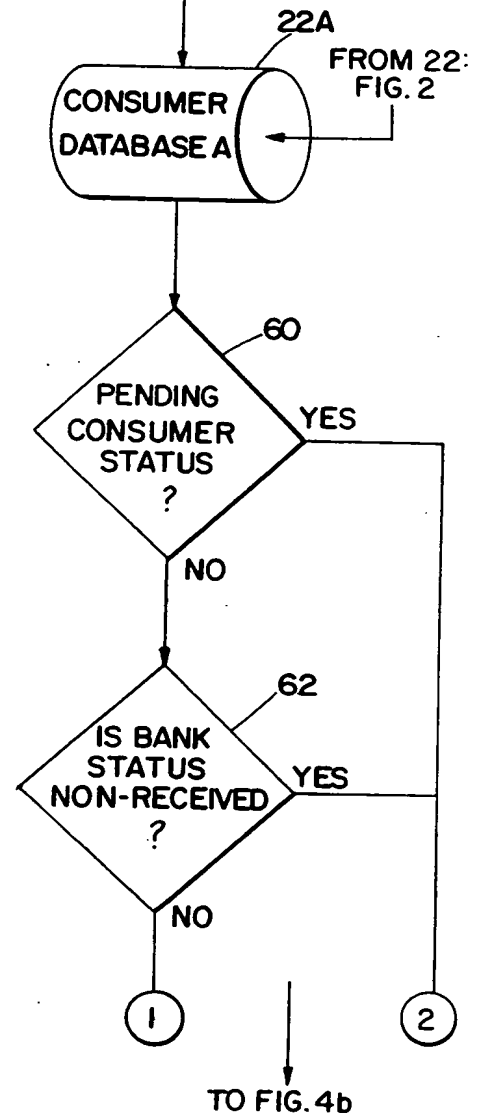 22A
FROM 22:
FIG. 2
CONSUMER
DATABASE A
60
PENDING
CONSUMER
STATUS
?
YES
NO
62
IS BANK
STATUS
NON-RECEIVED
?
YES
NO
1
2
TO FIG. 4b